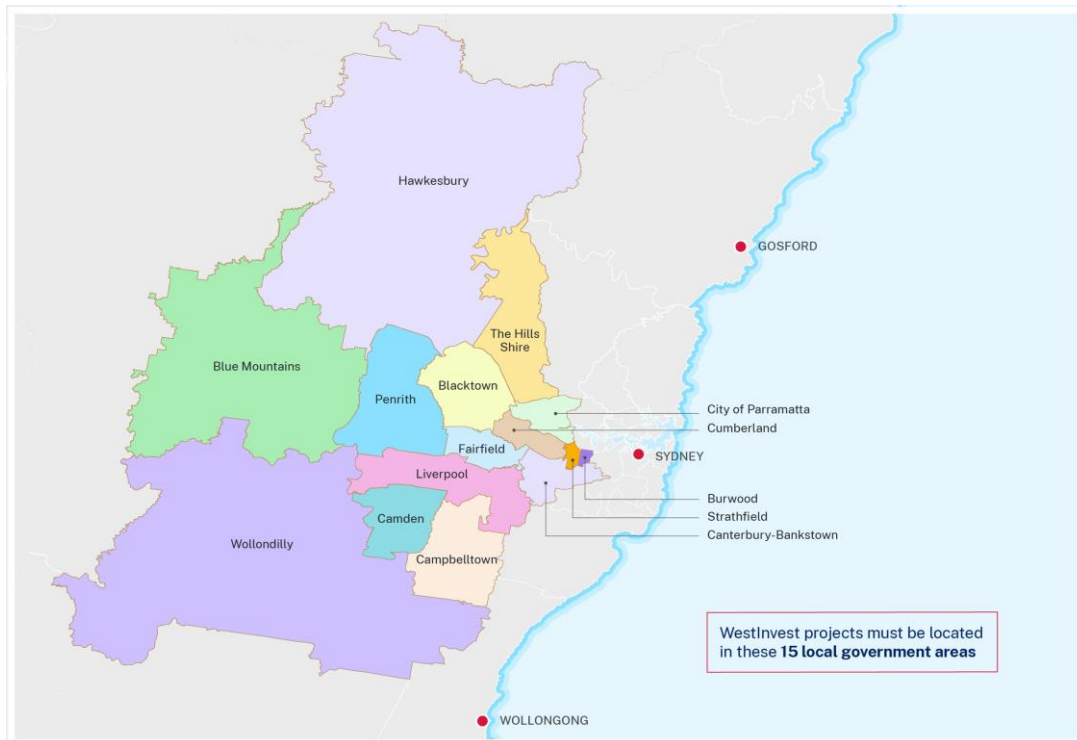 Hawkesbury
GOSFORD
The Hills
Shire
Blue Mountains
Blacktown
Penrith
City of Parramatta
Cumberland
Fairfield
SYDNEY
Liverpool
Burwood
Strathfield
Camden
Canterbury-Bankstown
Wollondilly
Campbelltown
WestInvest projects must be located
in these 15 local government areas
WOLLONGONG